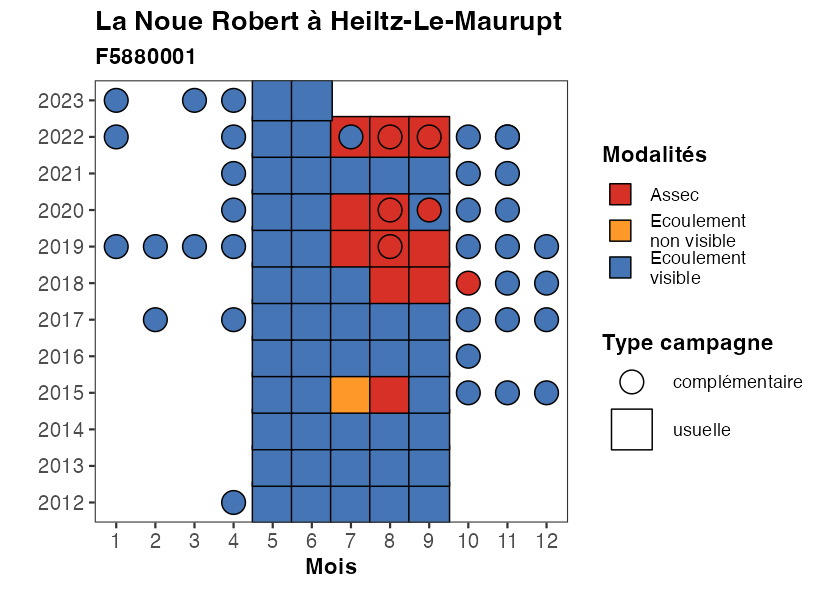 La Noue Robert à Heiltz-Le-Maurupt
F5880001
2023
2022
2021
2020
2019
2018
2017
2016
2015
2014
2013
2012
1 2 3 4 5 6 7 8 9 10 11 12
Mois
Modalités
Assec
Ecoulement
non visible
Ecoulement
visible
Type campagne
complémentaire
usuelle